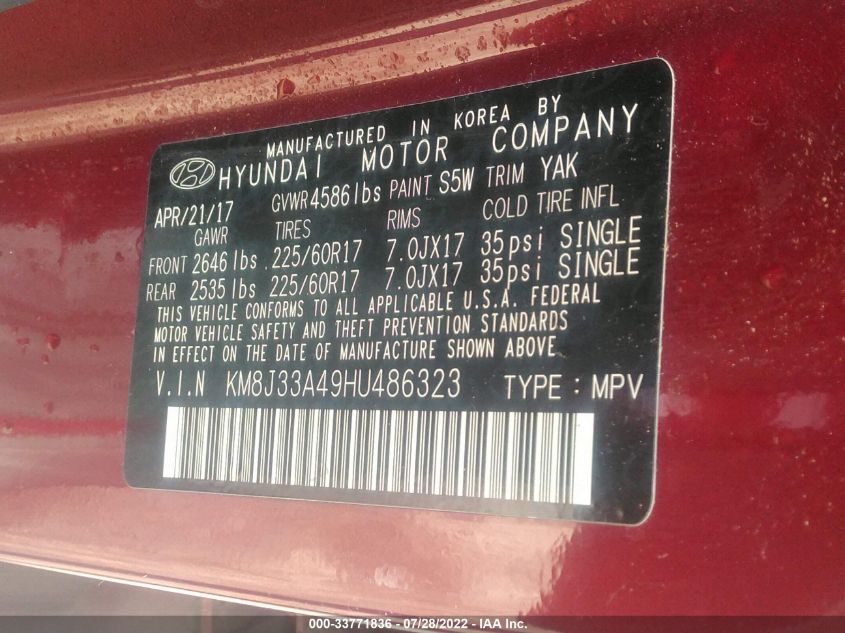 MANUFACTURED IN KOREA BY
HYUNDAI MOTOR COMPANY
APR/21/17 GVWR 4586 lbs PAINT S5W TRIM YAK
GAWR TIRES RIMS COLD TIRE INFL
FRONT 2646 lbs 225/60R17 7.0JX17 35psi SINGLE
REAR 2535 lbs 225/60R17 7.0JX17 35psi SINGLE
THIS VEHICLE CONFORMS TO ALL APPLICABLE U.S.A. FEDERAL
MOTOR VEHICLE SAFETY AND THEFT PREVENTION STANDARDS
IN EFFECT ON THE DATE OF MANUFACTURE SHOWN ABOVE.
V.I.N KM8J33A49HU486323 TYPE : MPV
000-33771836 - 07/28/2022 - IAA Inc.